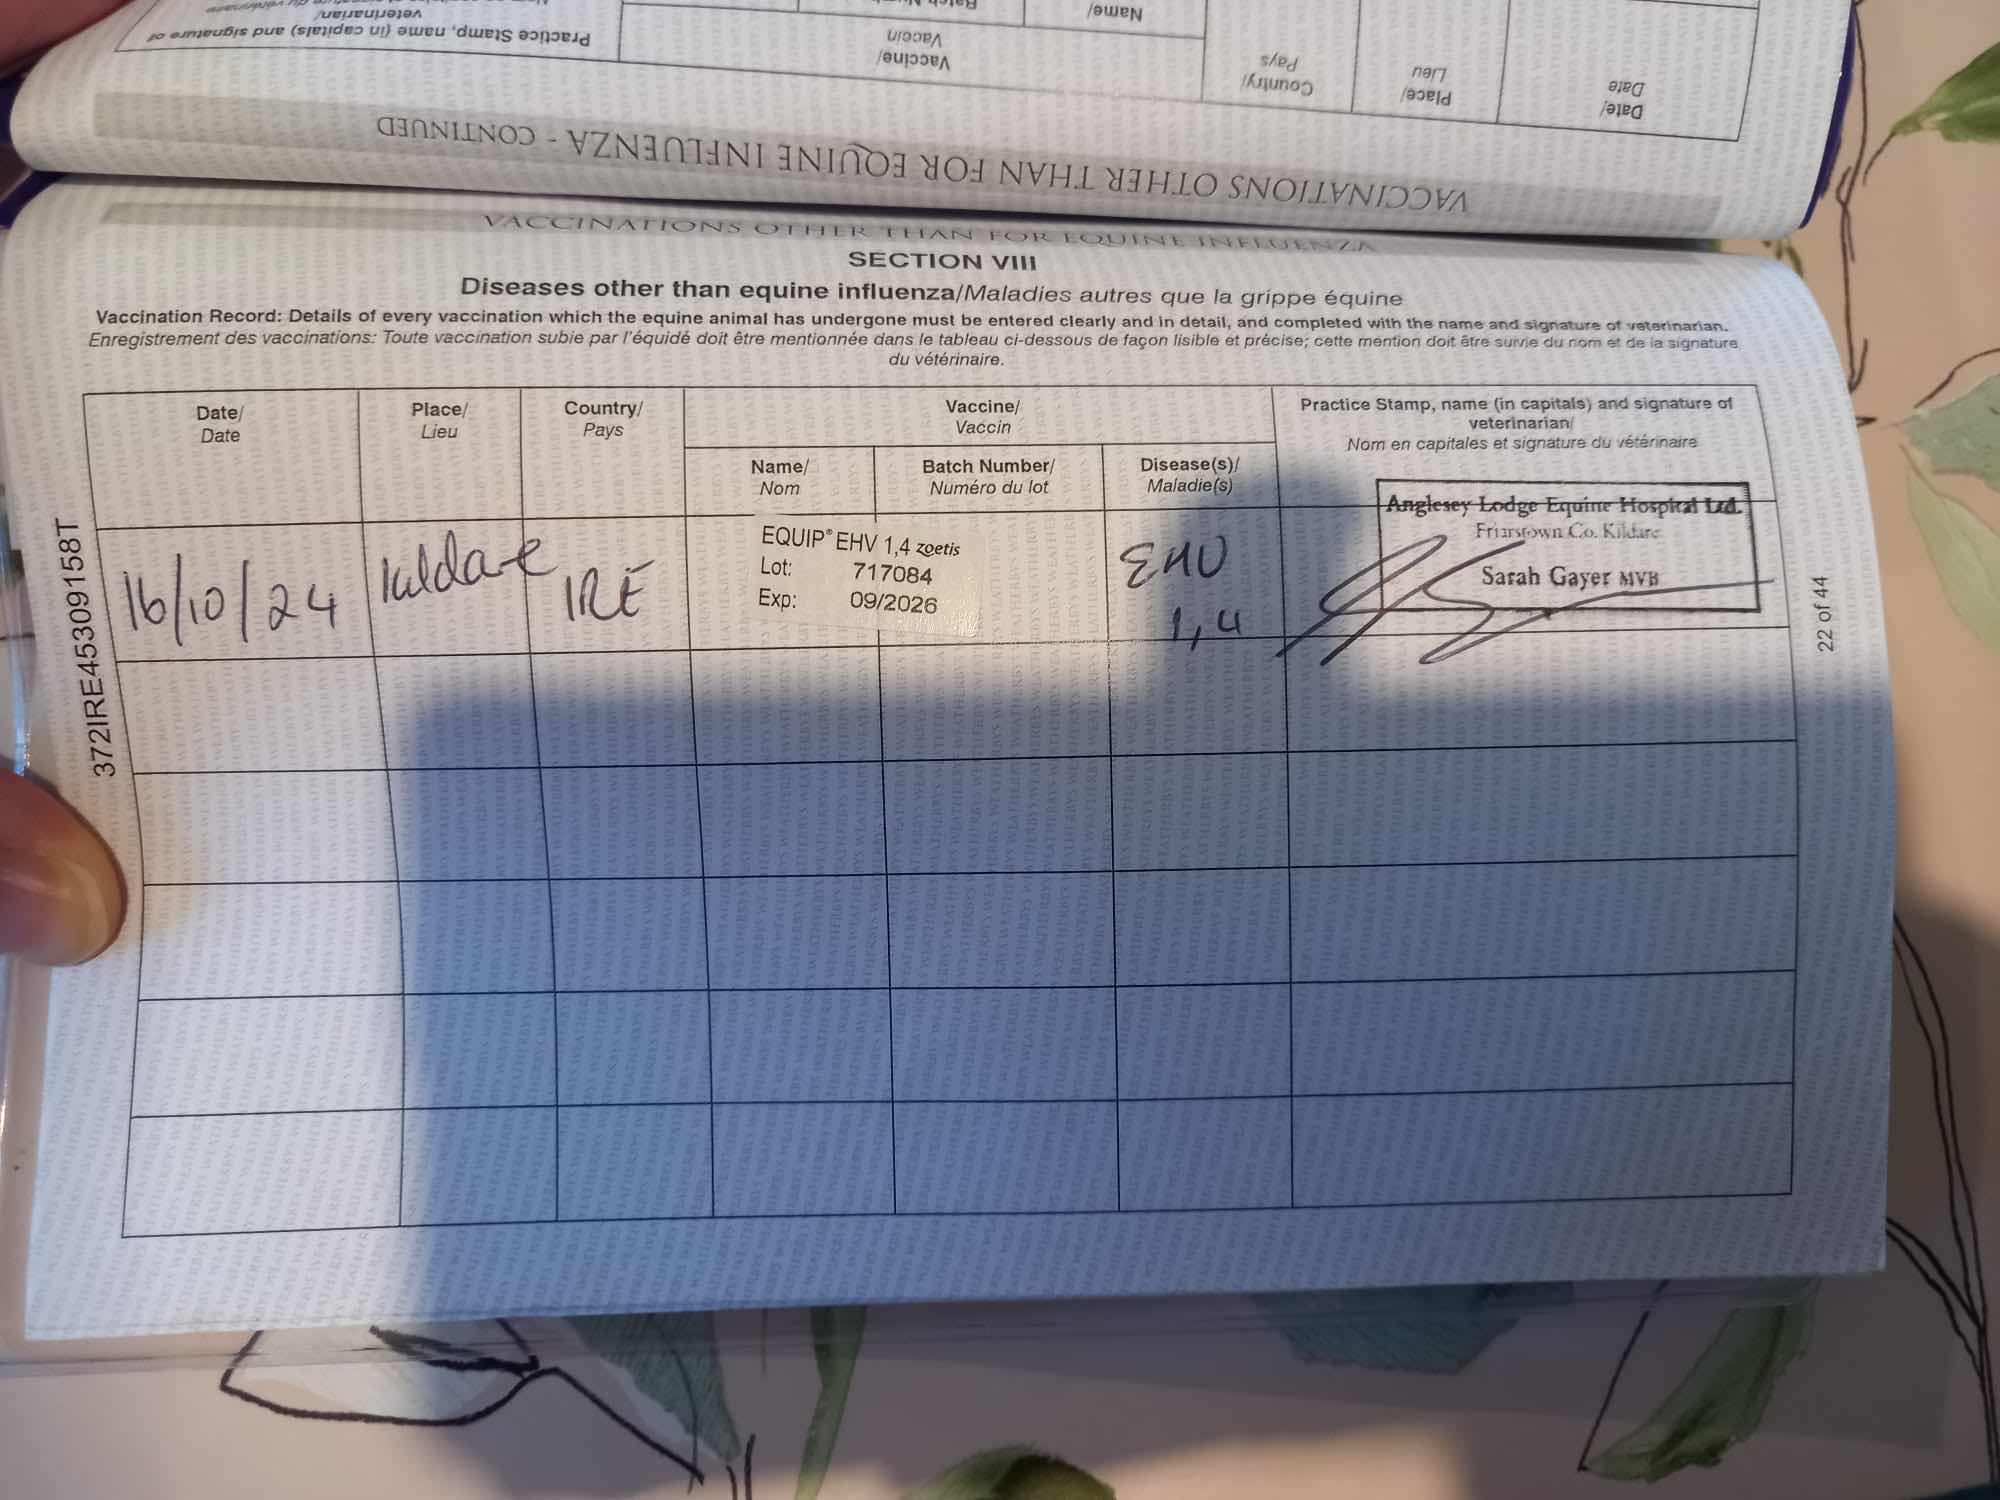 Practice Stamp, name (in capitals) and signature of
veterinarian/
Vaccine/
Vaccin
Name/
Country/
Pays
Place/
Lieu
Date/
Date
VACCINATIONS OTHER THAN FOR EQUINE INFLUENZA - CONTINUED
VACCINATIONS OTHER THAN FOR EQUINE INFLUENZA
SECTION VIII
Diseases other than equine influenza/Maladies autres que la grippe équine
Vaccination Record: Details of every vaccination which the equine animal has undergone must be entered clearly and in detail, and completed with the name and signature of veterinarian.
Enregistrement des vaccinations: Toute vaccination subie par l'équidé doit être mentionnée dans le tableau ci-dessous de façon lisible et précise; cette mention doit être suivie du nom et de la signature
du vétérinaire.
Date/
Date
Place/
Lieu
Country/
Pays
Vaccine/
Vaccin
Name/
Nom
Batch Number/
Numéro du lot
Disease(s)/
Maladie(s)
Practice Stamp, name (in capitals) and signature of
veterinarian/
Nom en capitales et signature du vétérinaire
16/10/24
Kildare
IRE
EQUIP® EHV 1,4 zoetis
Lot: 717084
Exp: 09/2026
EHV
1,4
Anglesey Lodge Equine Hospital Ltd.
Friarstown Co. Kildare
Sarah Gayer MVB
372IRE45309158T
22 of 44